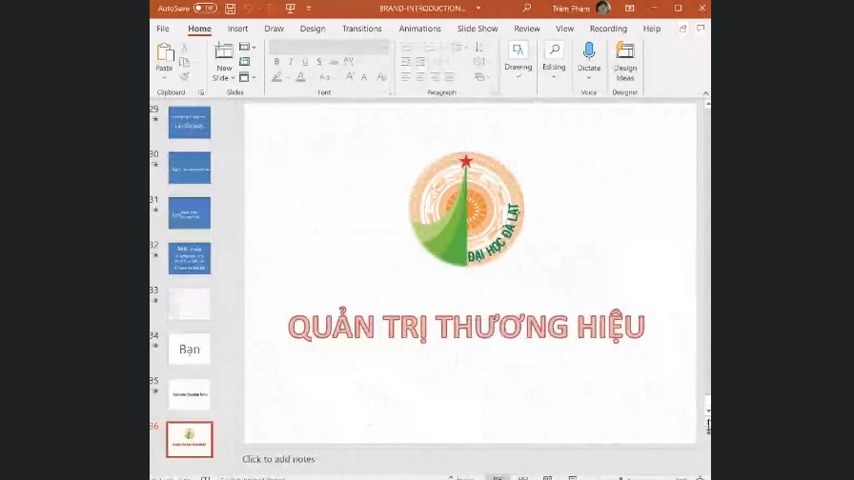 AutoSave Off BRAND-INTRODUCTION... Trâm Phạm
File Home Insert Draw Design Transitions Animations Slide Show Review View Recording Help
Paste New Slide Drawing Editing Dictate Design Ideas
Clipboard Slides Font Paragraph Voice Designer
29
30
31
32
33
34
Bạn
35
36
ĐẠI HỌC ĐÀ LẠT
QUẢN TRỊ THƯƠNG HIỆU
Click to add notes